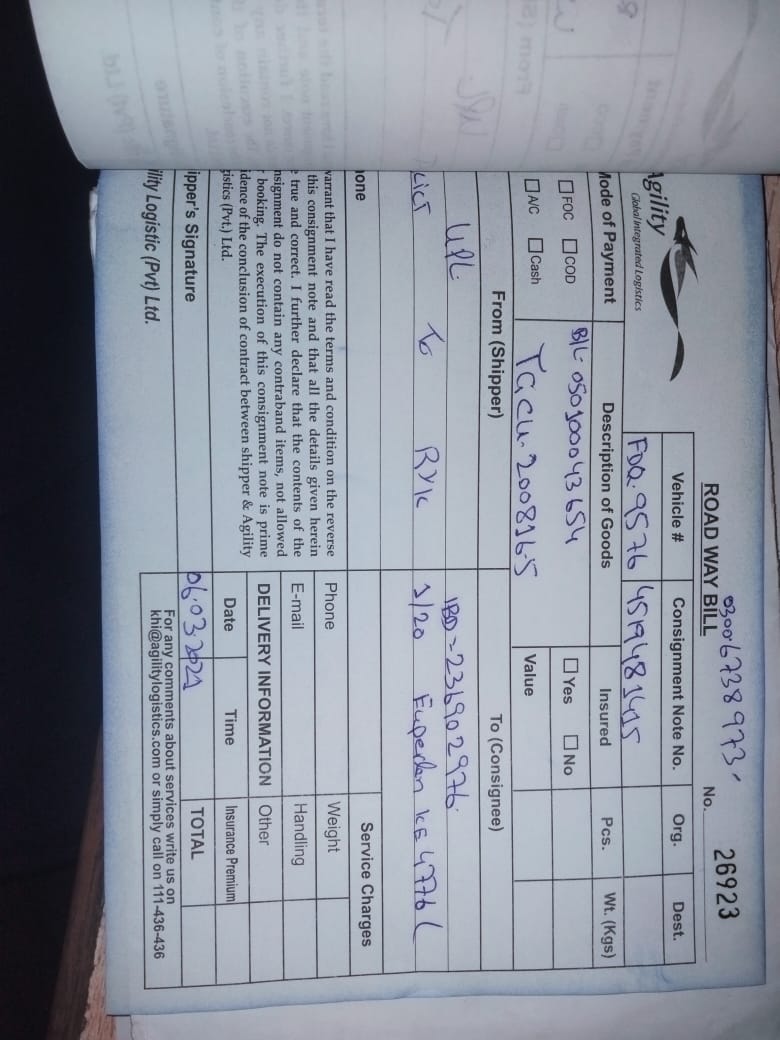 03006738973
ROAD WAY BILL
No. 26923
Agility
Global Integrated Logistics
Vehicle # Consignment Note No. Org. Dest.
FDQ.9576 4519481415
Mode of Payment Description of Goods Insured Pcs. Wt. (Kgs)
FOC COD B/L- 050100043654 Yes No
A/C Cash TGCU-200816-5 Value
From (Shipper) To (Consignee)
UPL IBD=236902976
KICT To RYK 1/20 KE 4776 L
hone Service Charges
warrant that I have read the terms and condition on the reverse
this consignment note and that all the details given herein
e true and correct. I further declare that the contents of the
nsignment do not contain any contraband items, not allowed
r booking. The execution of this consignment note is prime
idence of the conclusion of contract between shipper & Agility
gistics (Pvt.) Ltd.
Phone Weight
E-mail Handling
DELIVERY INFORMATION Other
Date Time Insurance Premium
ipper's Signature 06.03.2021 TOTAL
For any comments about services write us on
khi@agilitylogistics.com or simply call on 111-436-436
ility Logistic (Pvt) Ltd.